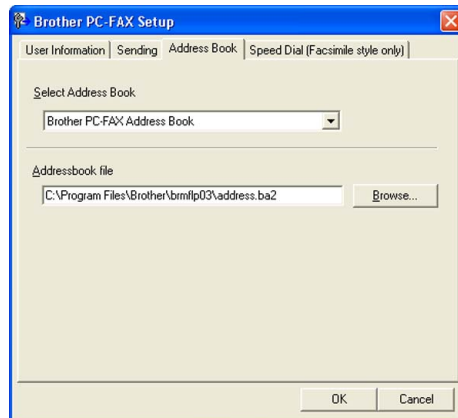 Brother PC-FAX Setup
User Information Sending Address Book Speed Dial (Facsimile style only)
Select Address Book
Brother PC-FAX Address Book
Addressbook file
C:\Program Files\Brother\brmflp03\address.ba2 Browse...
OK Cancel